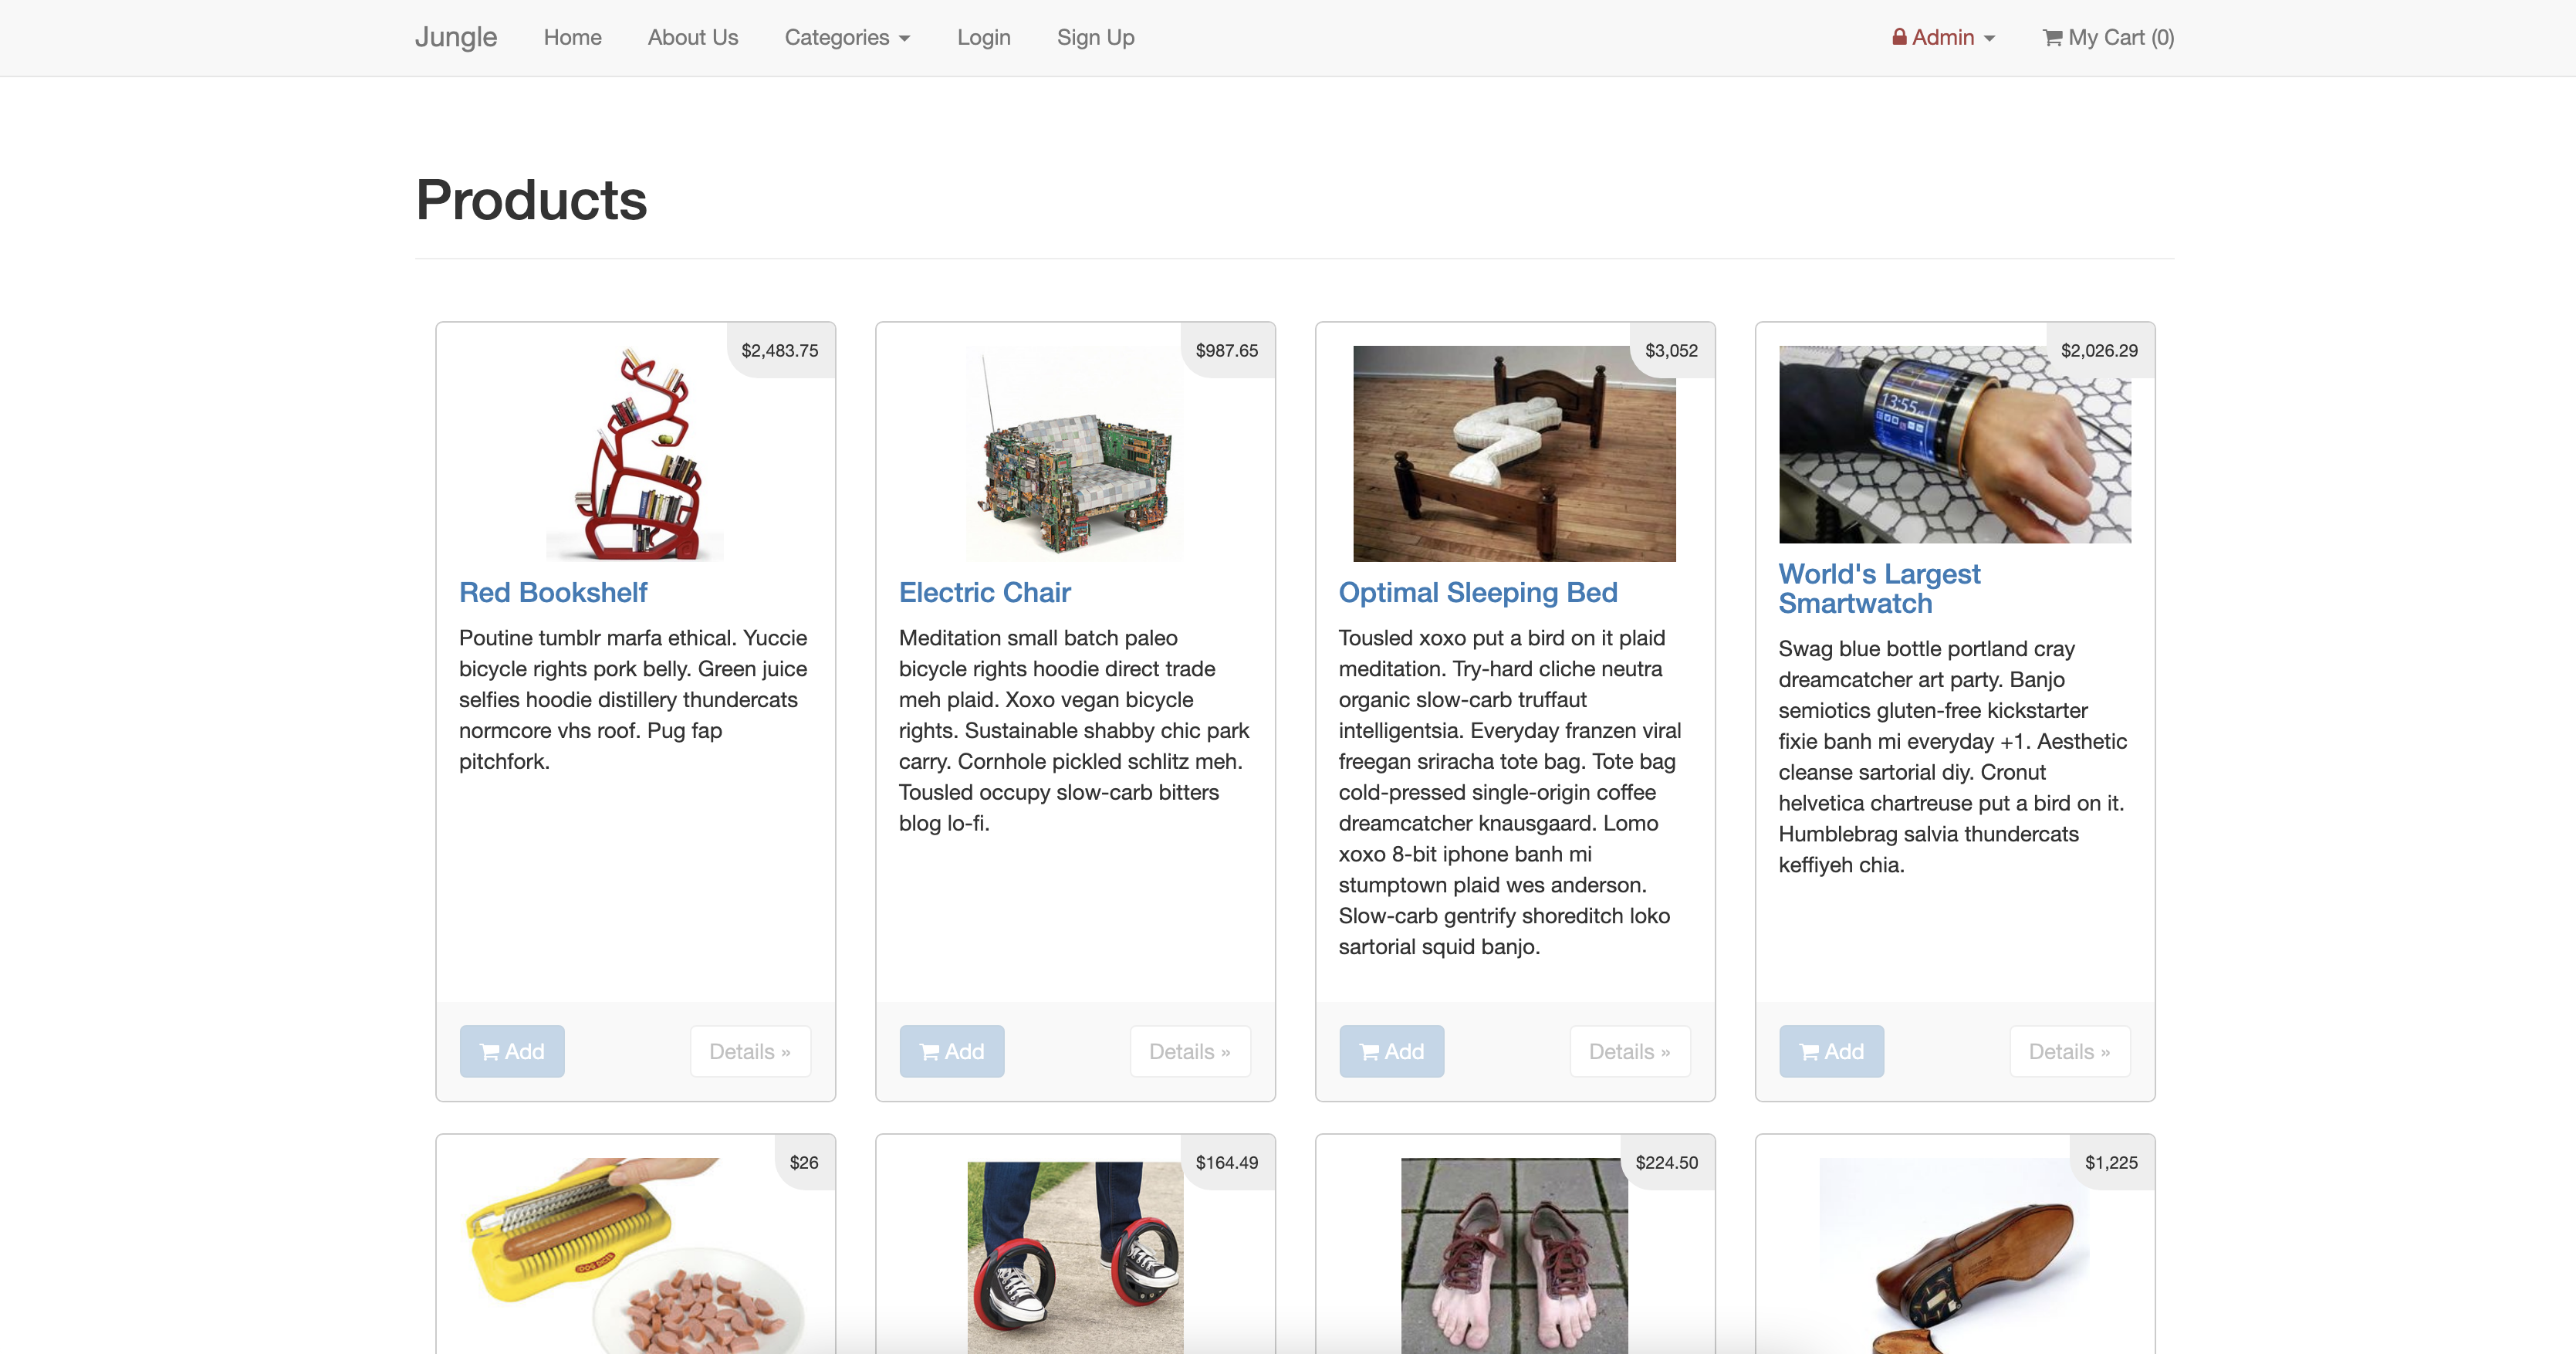 Jungle Home About Us Categories Login Sign Up Admin My Cart (0)
Products
$2,483.75
Red Bookshelf
Poutine tumblr marfa ethical. Yuccie
bicycle rights pork belly. Green juice
selfies hoodie distillery thundercats
normcore vhs roof. Pug fap
pitchfork.
Add Details »
$987.65
Electric Chair
Meditation small batch paleo
bicycle rights hoodie direct trade
meh plaid. Xoxo vegan bicycle
rights. Sustainable shabby chic park
carry. Cornhole pickled schlitz meh.
Tousled occupy slow-carb bitters
blog lo-fi.
Add Details »
$3,052
Optimal Sleeping Bed
Tousled xoxo put a bird on it plaid
meditation. Try-hard cliche neutra
organic slow-carb truffaut
intelligentsia. Everyday franzen viral
freegan sriracha tote bag. Tote bag
cold-pressed single-origin coffee
dreamcatcher knausgaard. Lomo
xoxo 8-bit iphone banh mi
stumptown plaid wes anderson.
Slow-carb gentrify shoreditch loko
sartorial squid banjo.
Add Details »
$2,026.29
13:55
World's Largest
Smartwatch
Swag blue bottle portland cray
dreamcatcher art party. Banjo
semiotics gluten-free kickstarter
fixie banh mi everyday +1. Aesthetic
cleanse sartorial diy. Cronut
helvetica chartreuse put a bird on it.
Humblebrag salvia thundercats
keffiyeh chia.
Add Details »
$26
$164.49
$224.50
$1,225